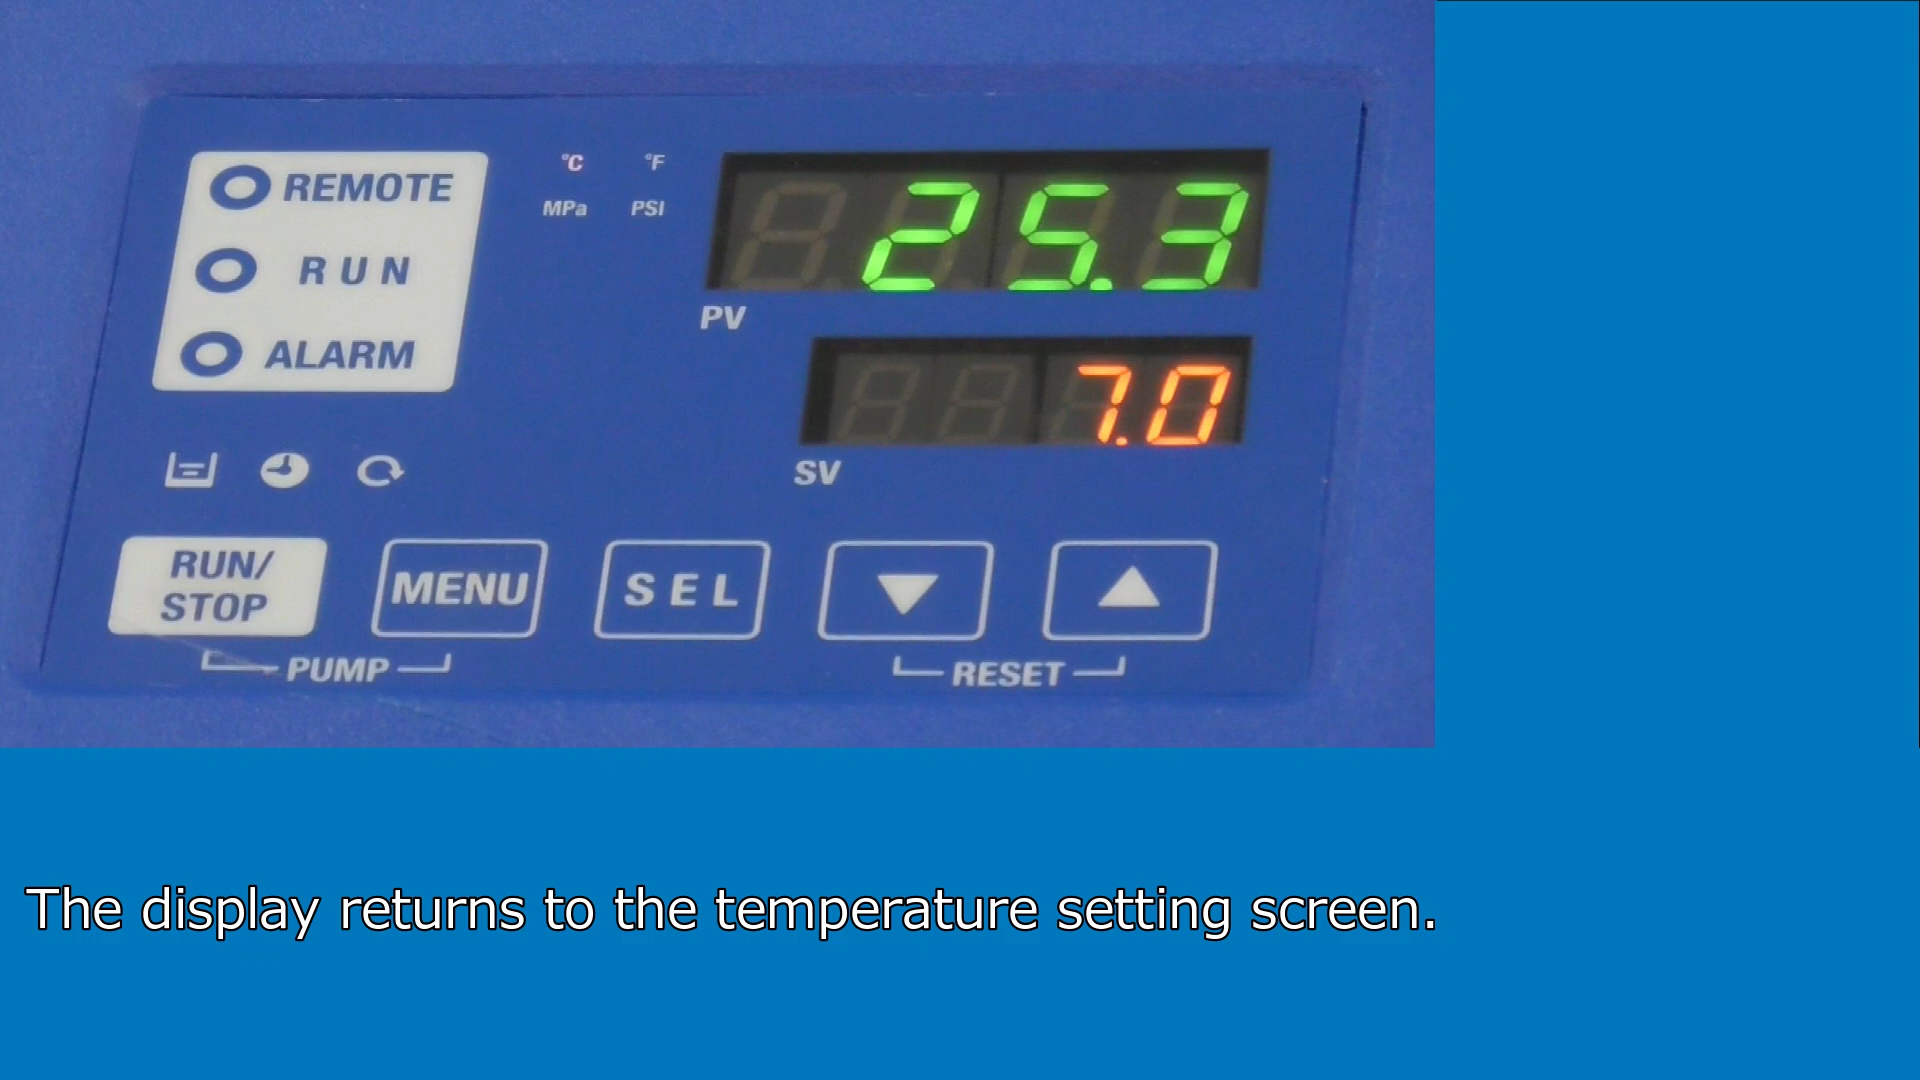 REMOTE
RUN
ALARM
°C °F
MPa PSI
25.3
PV
7.0
SV
RUN/
STOP
MENU
SEL
PUMP
RESET
The display returns to the temperature setting screen.